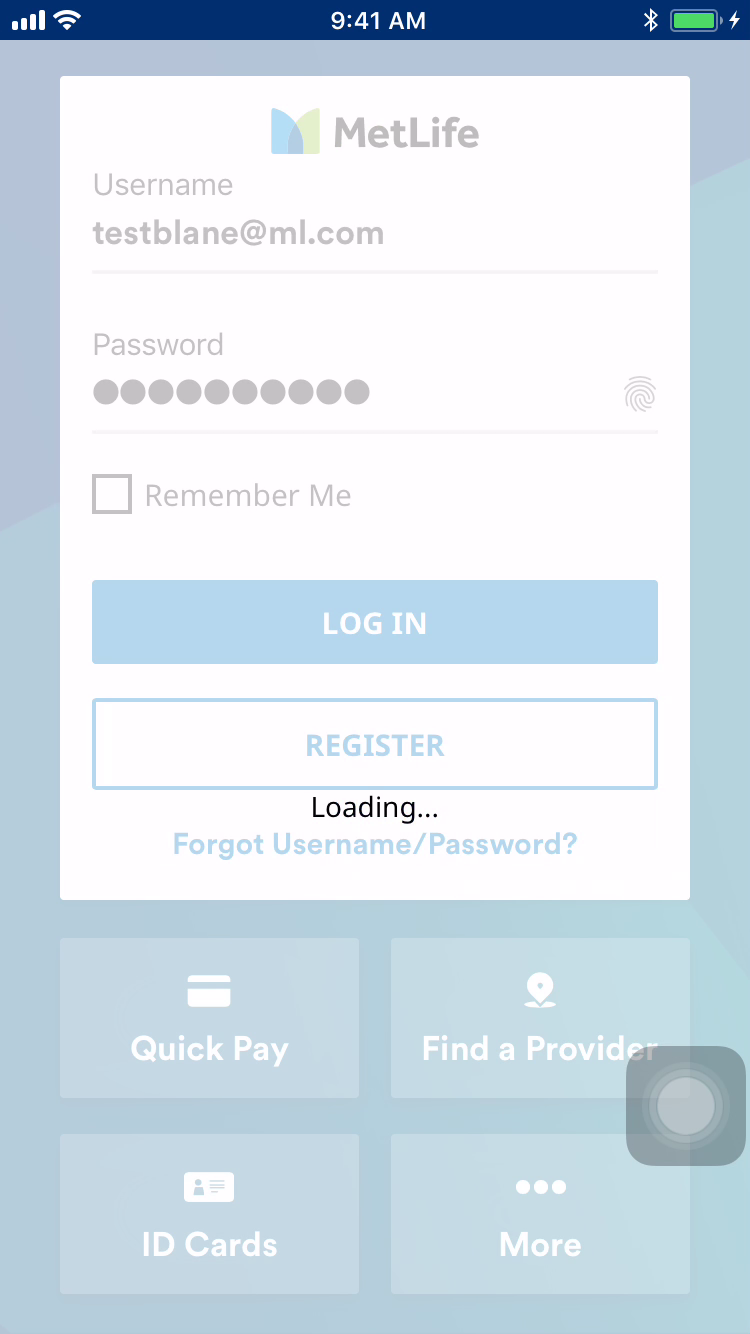 9:41 AM
MetLife
Username
testblane@ml.com
Password
●●●●●●●●●●
Remember Me
LOG IN
REGISTER
Loading...
Forgot Username/Password?
Quick Pay
Find a Provider
ID Cards
More